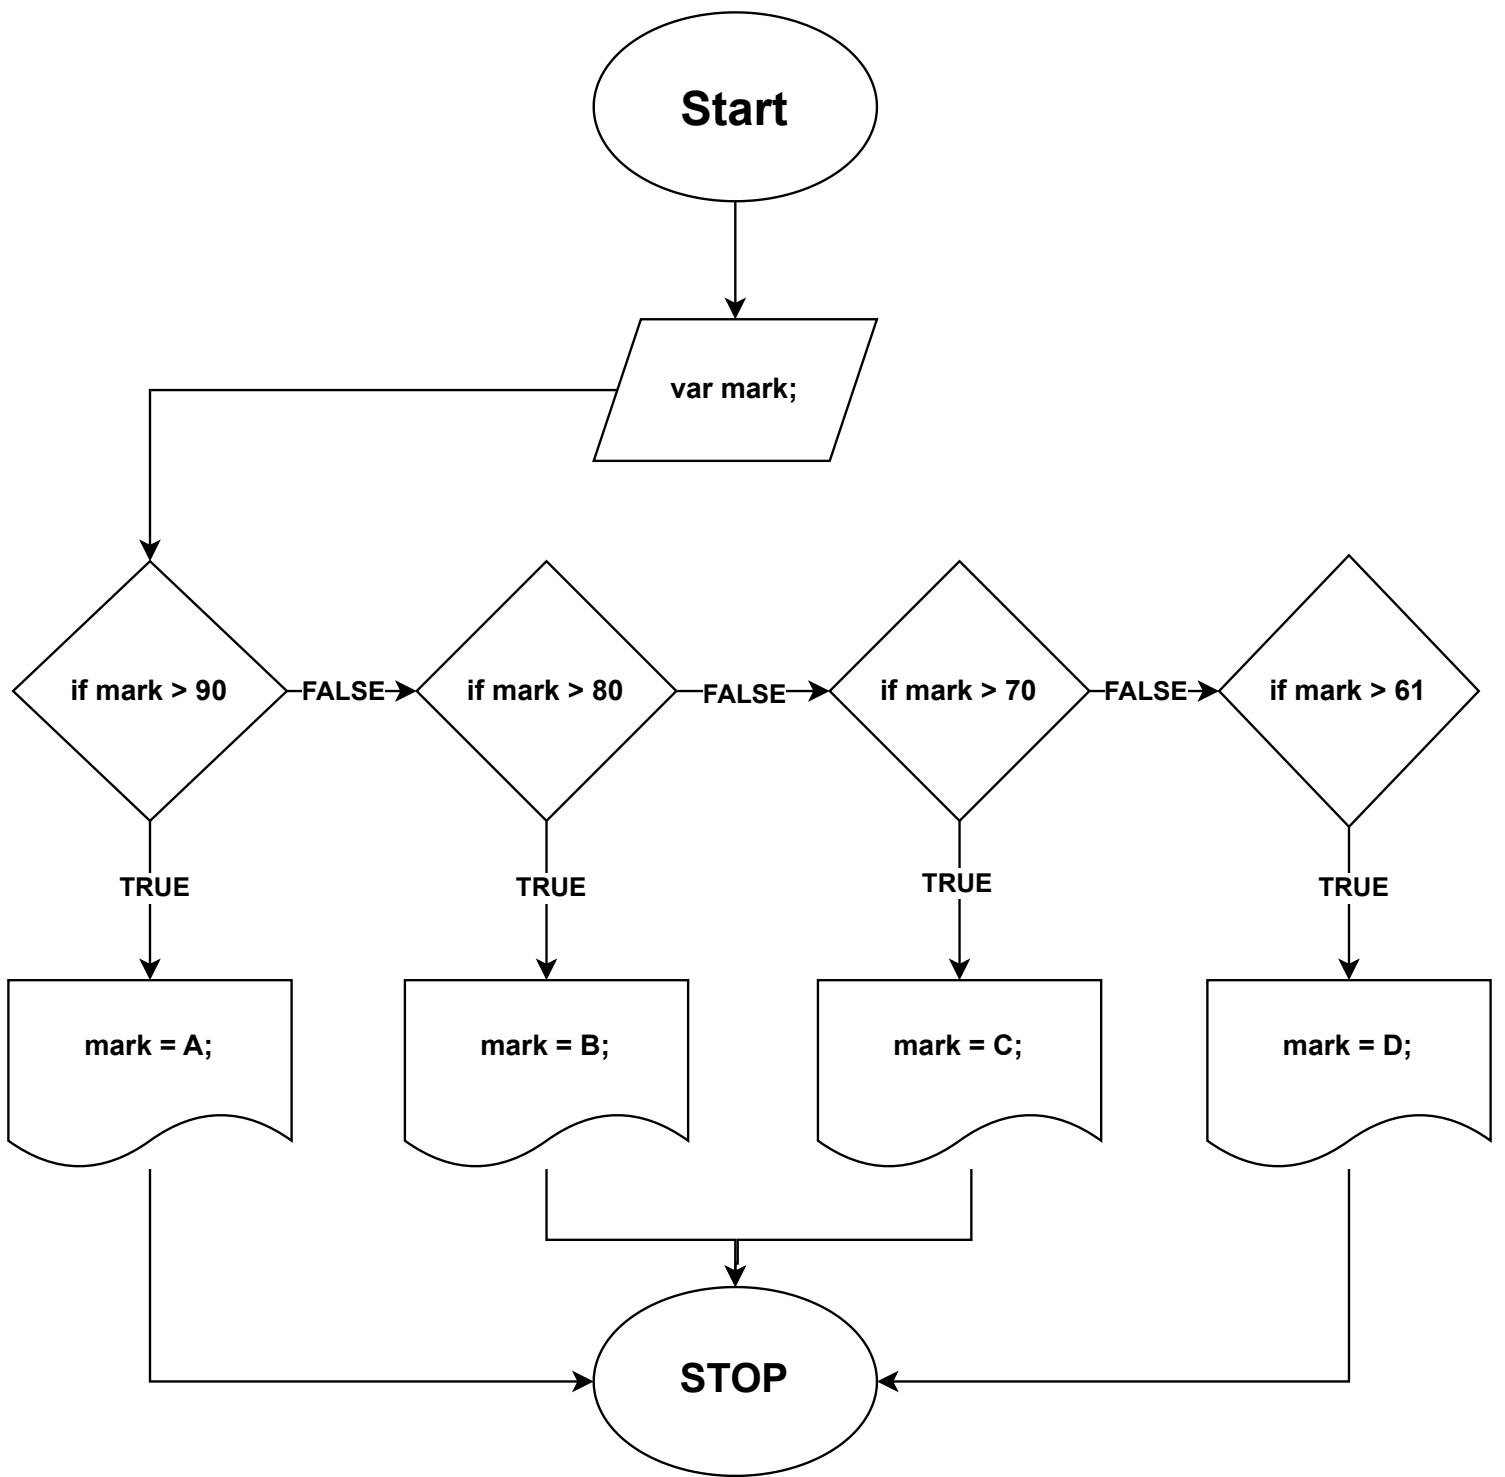 Start
var mark;
if mark > 90
FALSE
if mark > 80
FALSE
if mark > 70
FALSE
if mark > 61
TRUE
TRUE
TRUE
TRUE
mark = A;
mark = B;
mark = C;
mark = D;
STOP